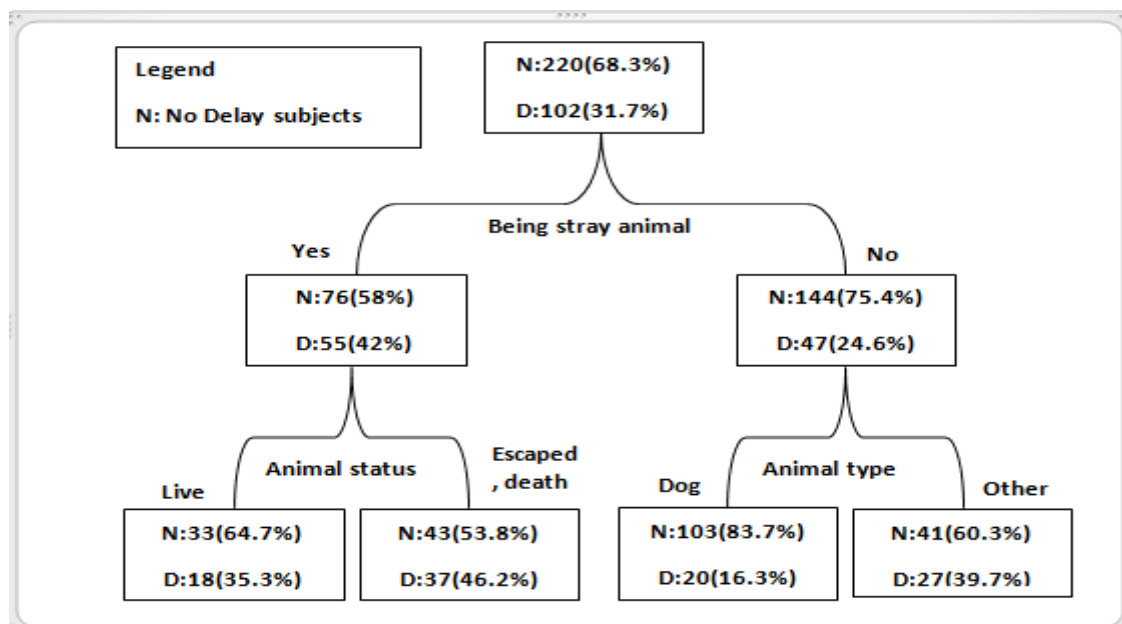 Legend
N: No Delay subjects
N:220(68.3%)
D:102(31.7%)
Being stray animal
Yes
No
N:76(58%)
D:55(42%)
N:144(75.4%)
D:47(24.6%)
Animal status
Live
Escaped
, death
Animal type
Dog
Other
N:33(64.7%)
D:18(35.3%)
N:43(53.8%)
D:37(46.2%)
N:103(83.7%)
D:20(16.3%)
N:41(60.3%)
D:27(39.7%)